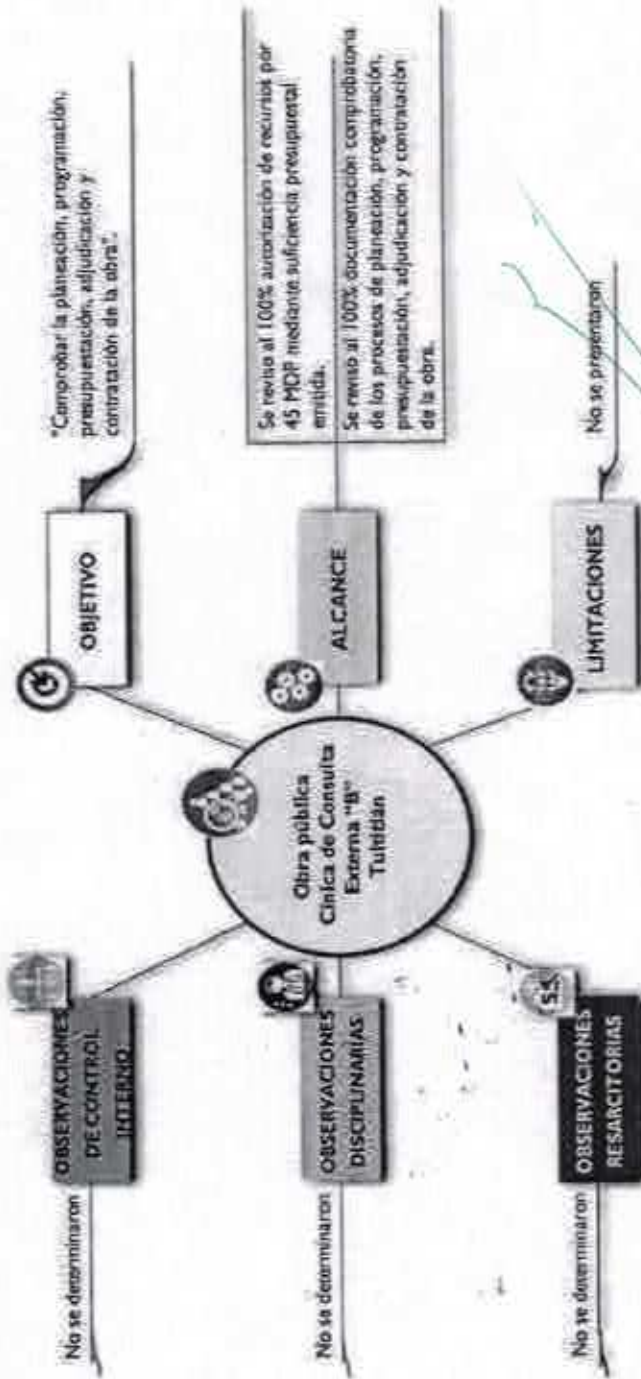 OBJETIVO
"Comprobar la planeación, programación,
presupuestación, adjudicación y
contratación de la obra".
ALCANCE
Se reviso al 100% autorización de recursos por
45 MDP mediante suficiencia presupuestal
emitida.
Se reviso al 100% documentación comprobatoria
de los procesos de planeación, programación,
presupuestación, adjudicación y contratación
de la obra.
LIMITACIONES
No se presentaron
Obra pública
Cínica de Consulta
Externa "B"
Tultitlán
OBSERVACIONES
DE CONTROL
INTERNO
No se determinaron
OBSERVACIONES
DISCIPLINARIAS
No se determinaron
S.S.
OBSERVACIONES
RESARCITORIAS
No se determinaron